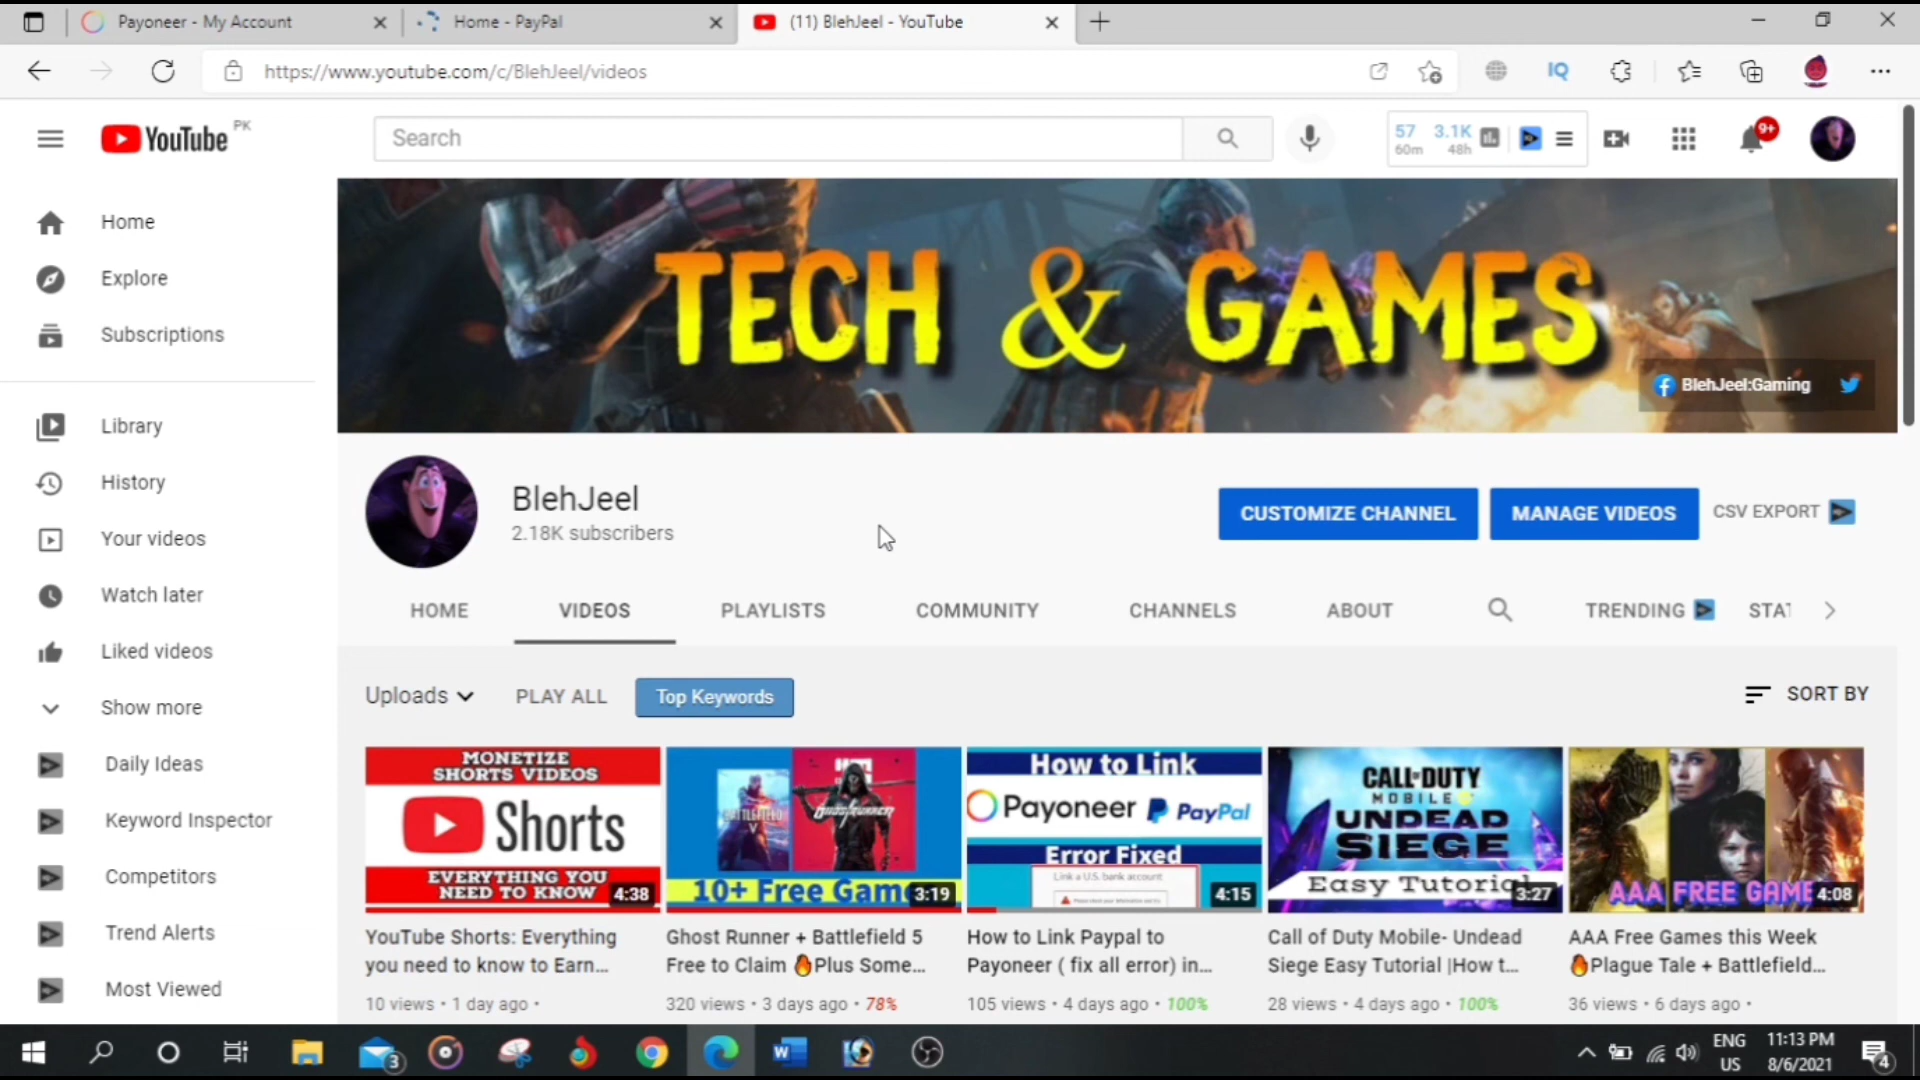 Payoneer - My Account
Home - PayPal
(11) BlehJeel - YouTube
https://www.youtube.com/c/BlehJeel/videos
IQ
YouTube PK
Search
57 3.1K
60m 48h
9+
Home
Explore
Subscriptions
Library
History
Your videos
Watch later
Liked videos
Show more
Daily Ideas
Keyword Inspector
Competitors
Trend Alerts
Most Viewed
TECH & GAMES
BlehJeel:Gaming
BlehJeel
2.18K subscribers
CUSTOMIZE CHANNEL
MANAGE VIDEOS
CSV EXPORT
HOME
VIDEOS
PLAYLISTS
COMMUNITY
CHANNELS
ABOUT
TRENDING
STAT
Uploads
PLAY ALL
Top Keywords
SORT BY
MONETIZE
SHORTS VIDEOS
Shorts
EVERYTHING YOU
NEED TO KNOW
4:38
YouTube Shorts: Everything
you need to know to Earn...
10 views • 1 day ago •
BATTLEFIELD V
GHOSTRUNNER
10+ Free Game
3:19
Ghost Runner + Battlefield 5
Free to Claim 🔥Plus Some...
320 views • 3 days ago • 78%
How to Link
Payoneer PayPal
Error Fixed
Link a U.S. bank account
4:15
How to Link Paypal to
Payoneer ( fix all error) in...
105 views • 4 days ago • 100%
CALL OF DUTY
MOBILE
UNDEAD
SIEGE
Easy Tutorial
3:27
Call of Duty Mobile- Undead
Siege Easy Tutorial |How t...
28 views • 4 days ago • 100%
AAA FREE GAME
4:08
AAA Free Games this Week
🔥Plague Tale + Battlefield...
36 views • 6 days ago •
3
ENG
US
11:13 PM
8/6/2021
4